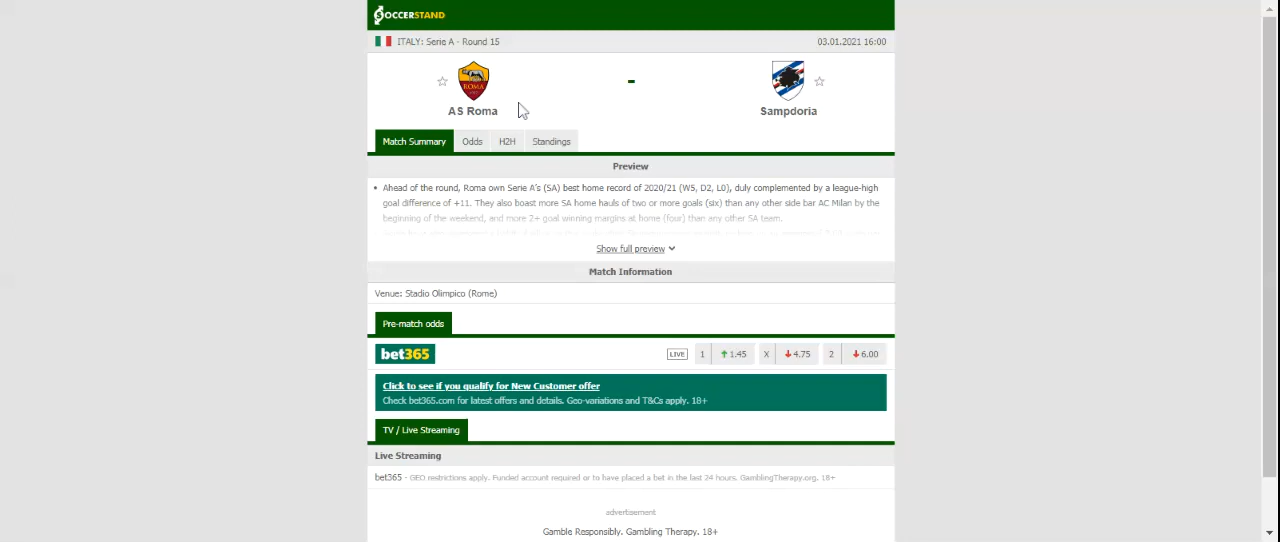 SOCCERSTAND
ITALY: Serie A - Round 15 03.01.2021 16:00
ROMA
-
AS Roma Sampdoria
Match Summary Odds H2H Standings
Preview
Ahead of the round, Roma own Serie A's (SA) best home record of 2020/21 (W5, D2, L0), duly complemented by a league-high
goal difference of +11. They also boast more SA home hauls of two or more goals (six) than any other side bar AC Milan by the
beginning of the weekend, and more 2+ goal winning margins at home (four) than any other SA team.
Show full preview
Match Information
Venue: Stadio Olimpico (Rome)
Pre-match odds
bet365 LIVE 1 1.45 X 4.75 2 6.00
Click to see if you qualify for New Customer offer
Check bet365.com for latest offers and details. Geo-variations and T&Cs apply. 18+
TV / Live Streaming
Live Streaming
bet365 - GEO restrictions apply. Funded account required or to have placed a bet in the last 24 hours. GamblingTherapy.org. 18+
advertisement
Gamble Responsibly. Gambling Therapy. 18+